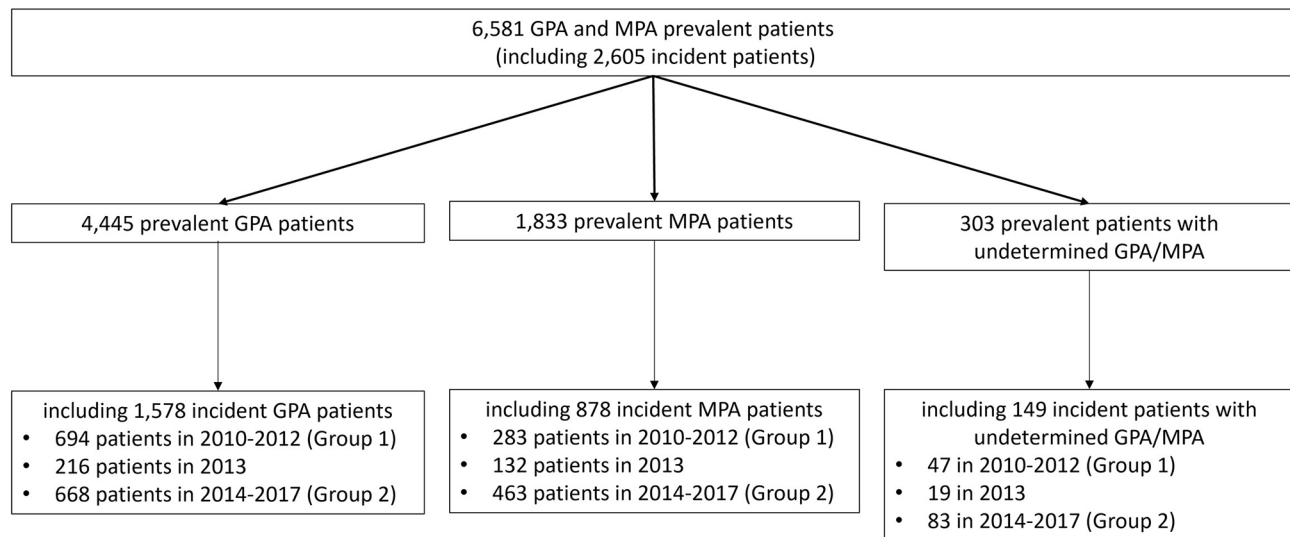 6,581 GPA and MPA prevalent patients
(including 2,605 incident patients)
4,445 prevalent GPA patients
1,833 prevalent MPA patients
303 prevalent patients with
undetermined GPA/MPA
including 1,578 incident GPA patients
• 694 patients in 2010-2012 (Group 1)
• 216 patients in 2013
• 668 patients in 2014-2017 (Group 2)
including 878 incident MPA patients
• 283 patients in 2010-2012 (Group 1)
• 132 patients in 2013
• 463 patients in 2014-2017 (Group 2)
including 149 incident patients with
undetermined GPA/MPA
• 47 in 2010-2012 (Group 1)
• 19 in 2013
• 83 in 2014-2017 (Group 2)